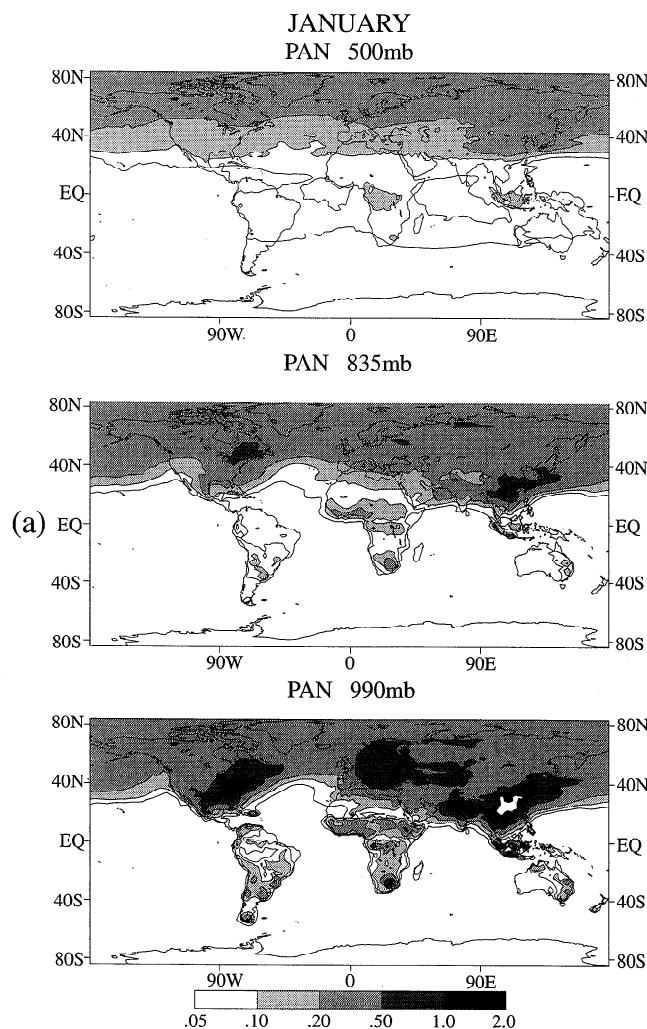 JANUARY
PAN 500mb
80N 80N
40N 40N
EQ EQ
40S 40S
80S 80S
90W. 0 90E
PAN 835mb
80N 80N
40N 40N
(a) EQ EQ
40S 40S
80S 80S
90W 0 90E
PAN 990mb
80N 80N
40N 40N
EQ EQ
40S 40S
80S 80S
90W 0 90E
.05 .10 .20 .50 1.0 2.0